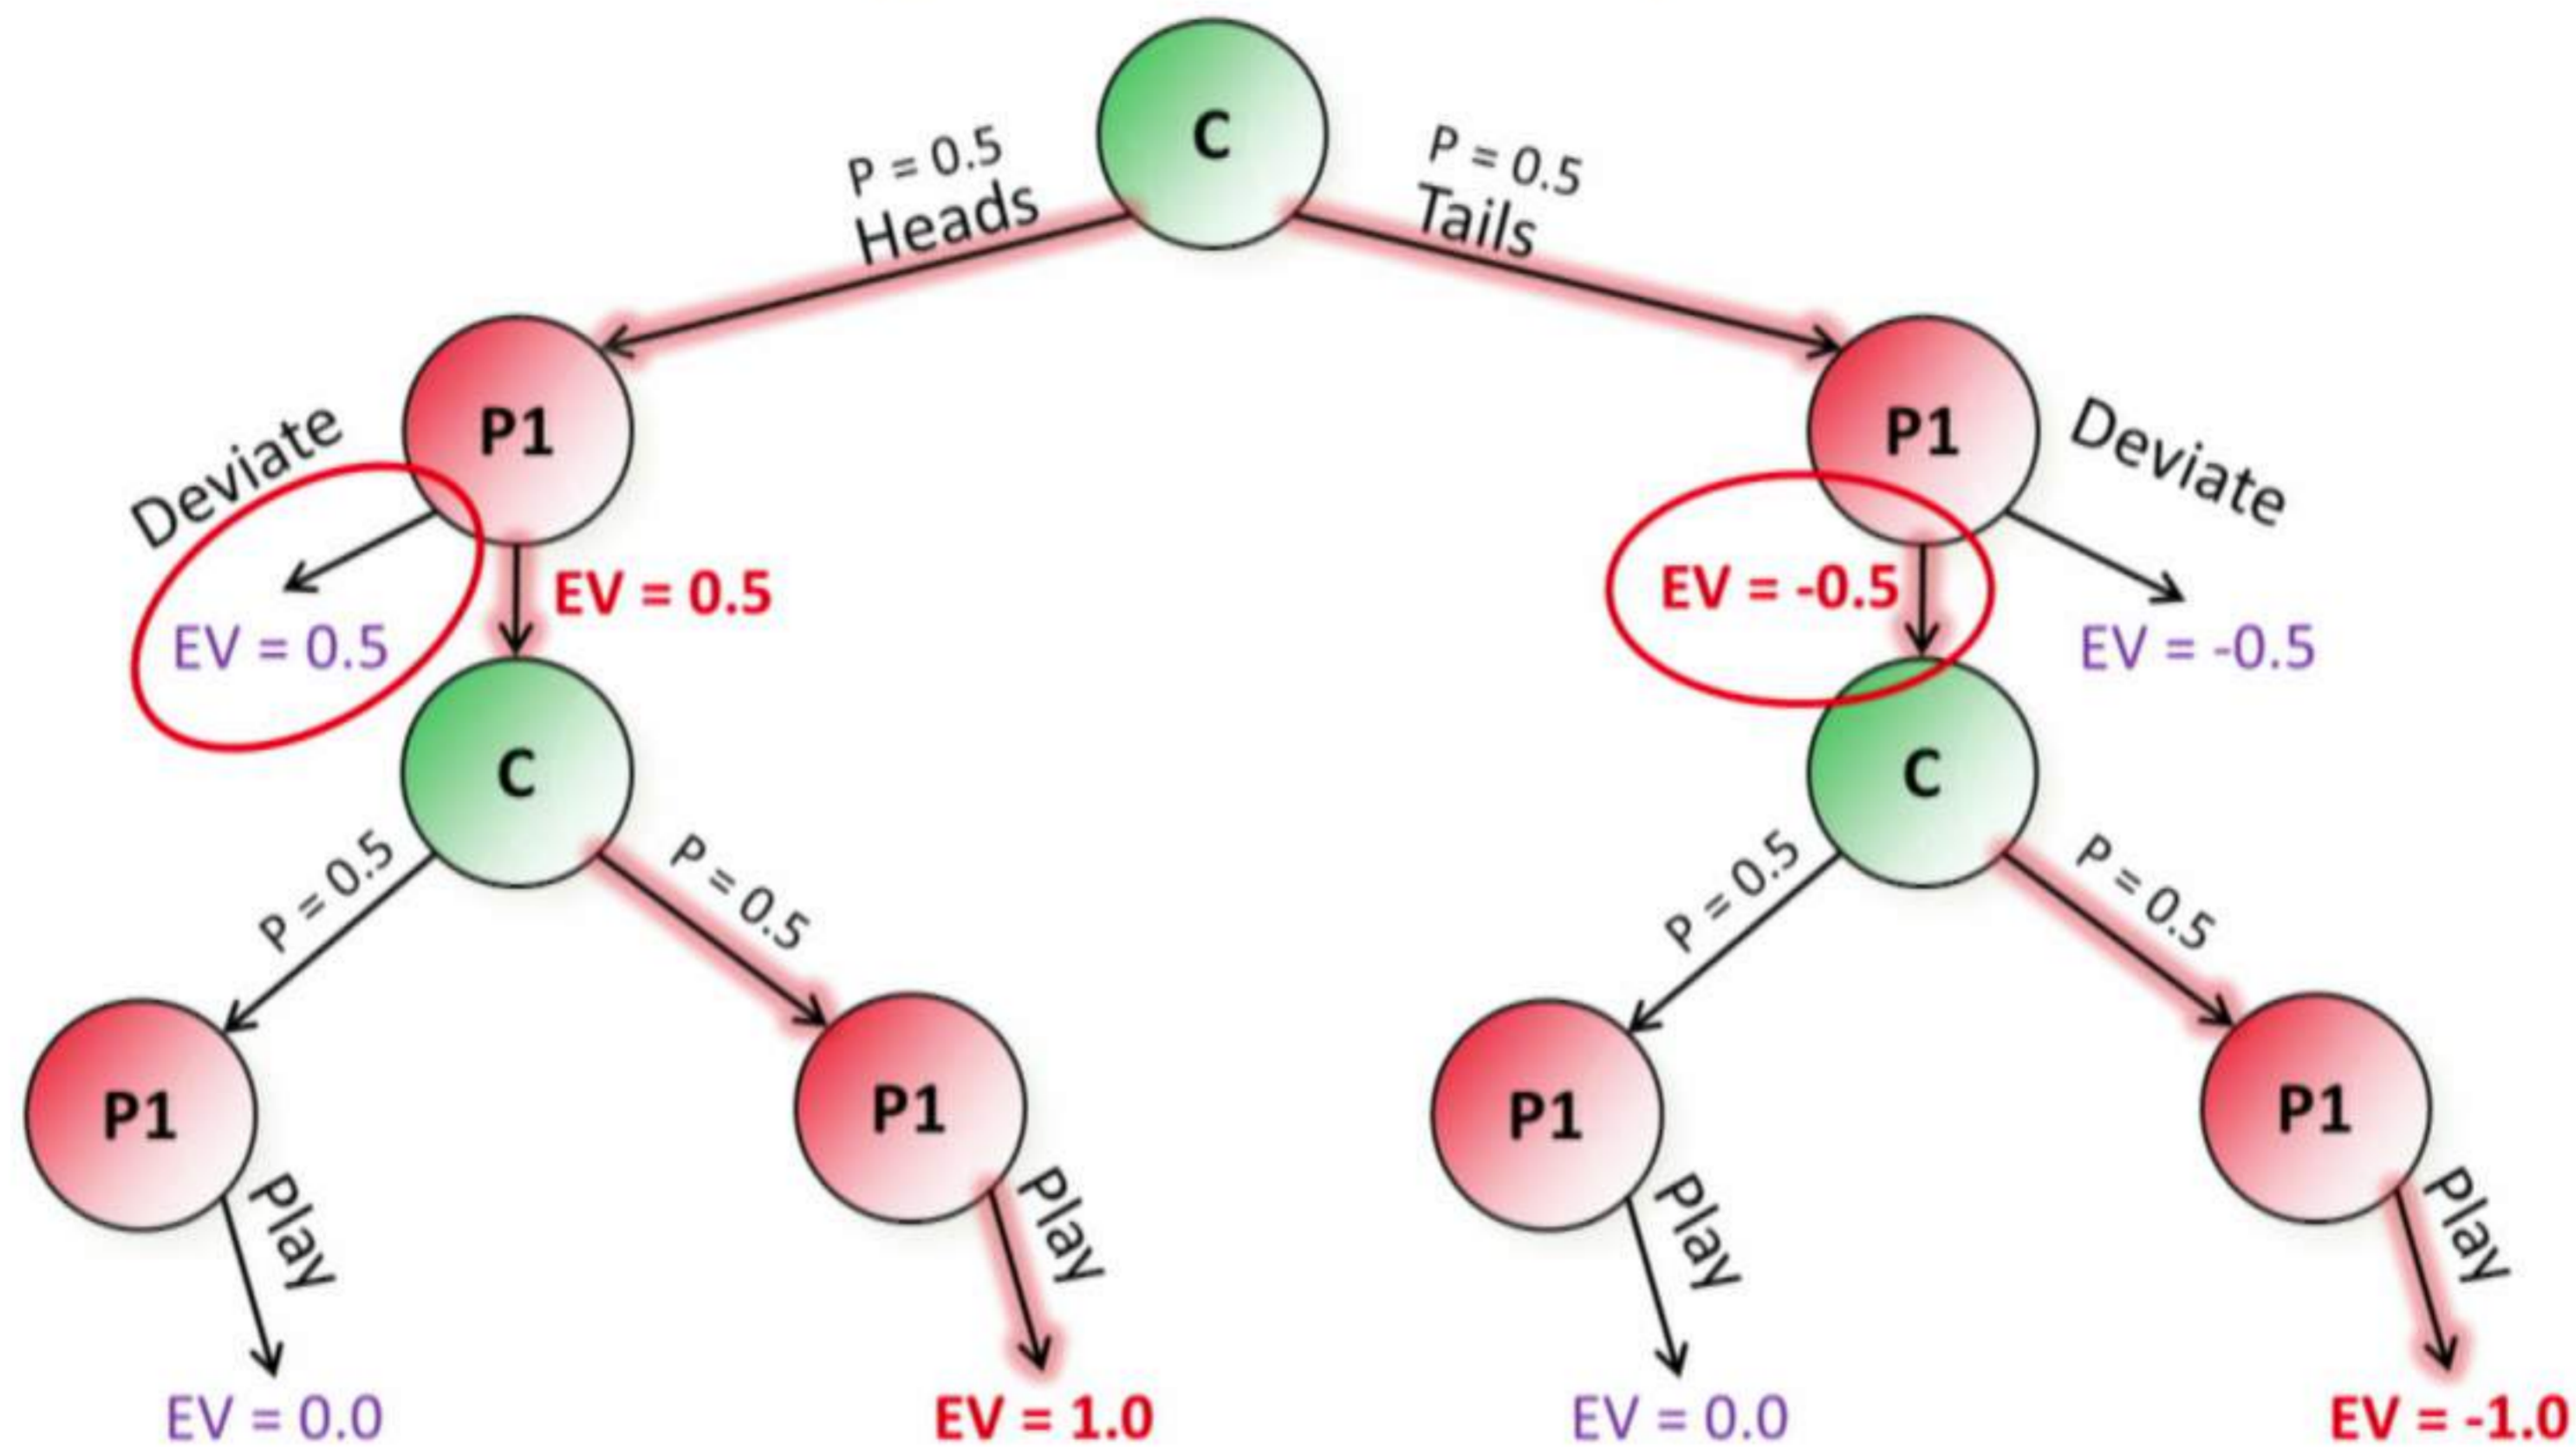 C
P = 0.5
Heads
P = 0.5
Tails
P1
P1
Deviate
Deviate
EV = 0.5
EV = 0.5
EV = -0.5
EV = -0.5
C
C
P = 0.5
P = 0.5
P = 0.5
P = 0.5
P1
P1
P1
P1
Play
Play
Play
Play
EV = 0.0
EV = 1.0
EV = 0.0
EV = -1.0